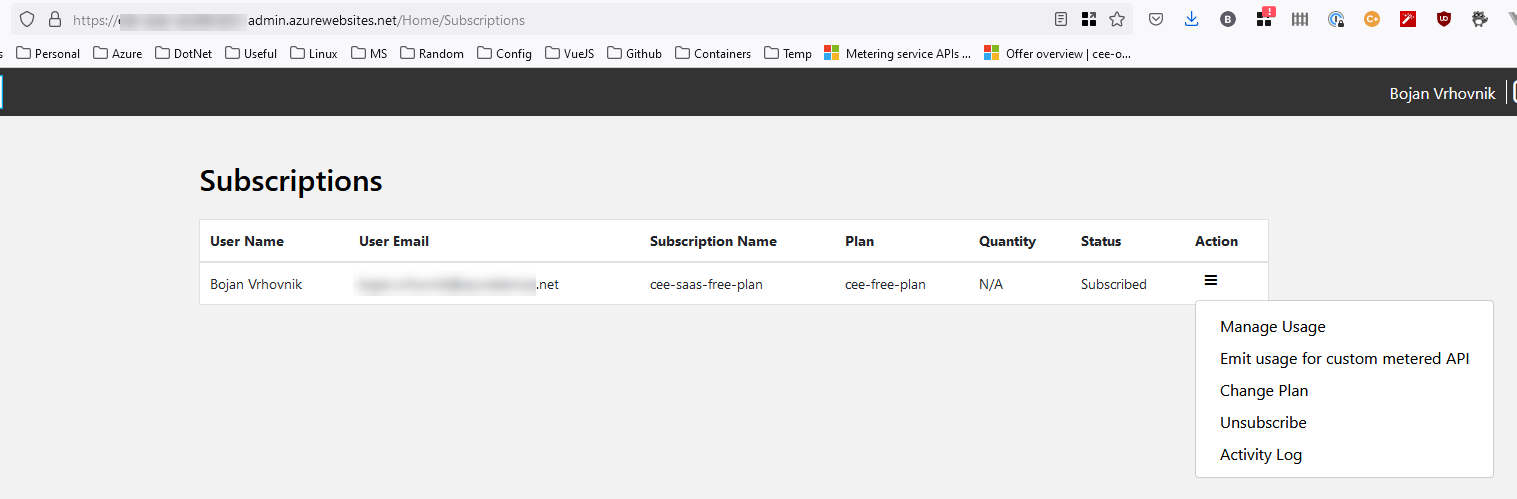 https:// admin.azurewebsites.net/Home/Subscriptions
s Personal Azure DotNet Useful Linux MS Random Config VueJS Github Containers Temp Metering service APIs ... Offer overview | cee-o...
Bojan Vrhovnik
Subscriptions
User Name User Email Subscription Name Plan Quantity Status Action
Bojan Vrhovnik .net cee-saas-free-plan cee-free-plan N/A Subscribed
Manage Usage
Emit usage for custom metered API
Change Plan
Unsubscribe
Activity Log